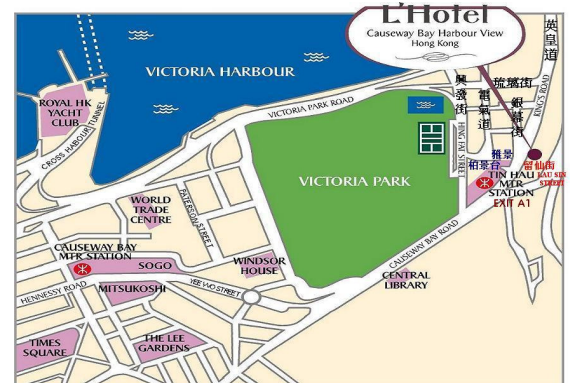 L'Hotel
Causeway Bay Harbour View
Hong Kong
英皇道
KING'S ROAD
VICTORIA HARBOUR
興發街
電氣道
琉璃街
銀幕街
ROYAL HK
YACHT
CLUB
CROSS HARBOUR TUNNEL
VICTORIA PARK ROAD
HING FAT STREET
雅景
柏景台
留仙街
LAU SIN
STREET
TIN HAU
MTR
STATION
EXIT A1
VICTORIA PARK
WORLD
TRADE
CENTRE
PATERSON STREET
CAUSEWAY BAY ROAD
CAUSEWAY BAY
MTR STATION
SOGO
WINDSOR
HOUSE
CENTRAL
LIBRARY
HENNESSY ROAD
MITSUKOSHI
YEE WO STREET
TIMES
SQUARE
THE LEE
GARDENS